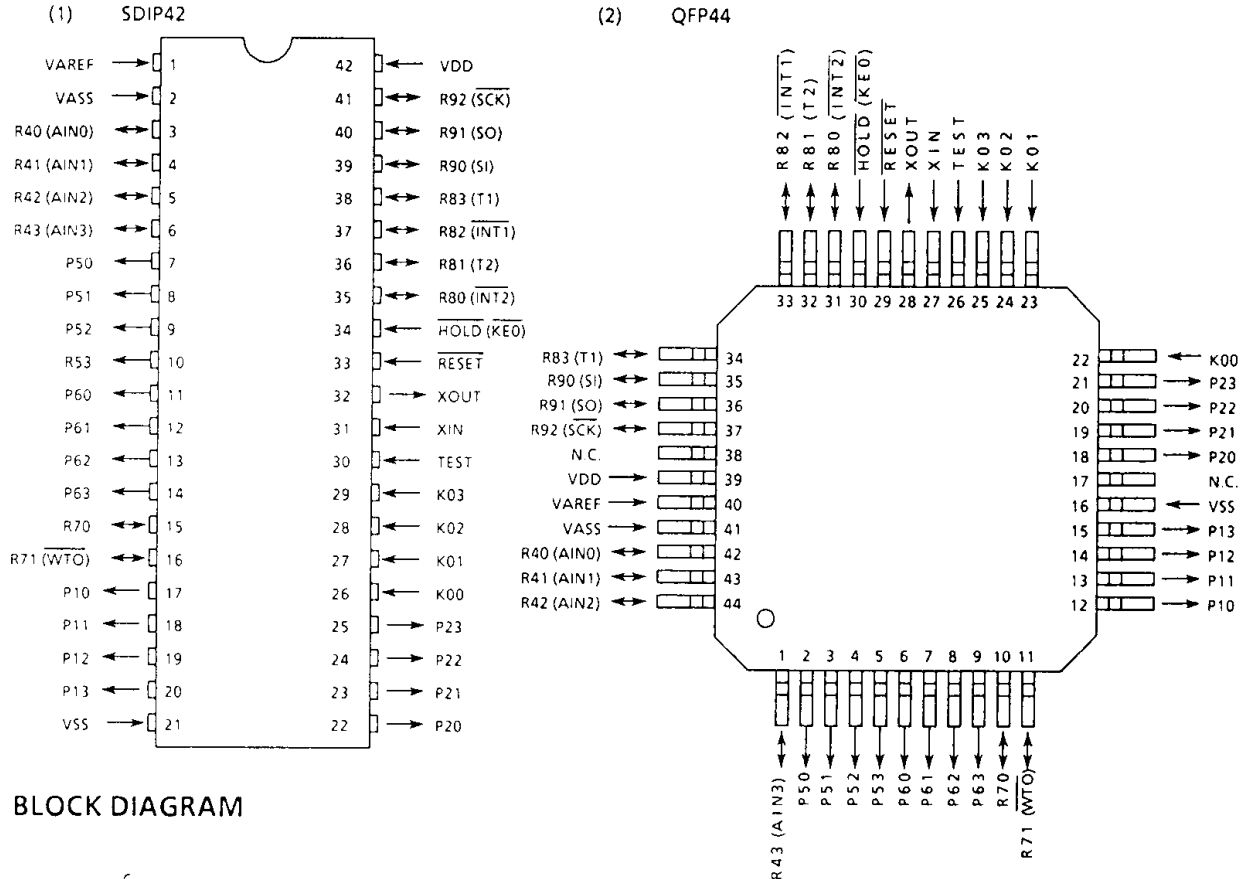 (1) SDIP42
VAREF 1 42 VDD
VASS 2 41 R92 (SCK)
R40 (AIN0) 3 40 R91 (SO)
R41 (AIN1) 4 39 R90 (SI)
R42 (AIN2) 5 38 R83 (T1)
R43 (AIN3) 6 37 R82 (INT1)
P50 7 36 R81 (T2)
P51 8 35 R80 (INT2)
P52 9 34 HOLD (KE0)
R53 10 33 RESET
P60 11 32 XOUT
P61 12 31 XIN
P62 13 30 TEST
P63 14 29 K03
R70 15 28 K02
R71 (WTO) 16 27 K01
P10 17 26 K00
P11 18 25 P23
P12 19 24 P22
P13 20 23 P21
VSS 21 22 P20
(2) QFP44
R82 (INT1)
R81 (T2)
R80 (INT2)
HOLD (KE0)
RESET
XOUT
XIN
TEST
K03
K02
K01
33 32 31 30 29 28 27 26 25 24 23
R83 (T1) 34 22 K00
R90 (SI) 35 21 P23
R91 (SO) 36 20 P22
R92 (SCK) 37 19 P21
N.C. 38 18 P20
VDD 39 17 N.C.
VAREF 40 16 VSS
VASS 41 15 P13
R40 (AIN0) 42 14 P12
R41 (AIN1) 43 13 P11
R42 (AIN2) 44 12 P10
1 2 3 4 5 6 7 8 9 10 11
R43 (AIN3)
P50
P51
P52
P53
P60
P61
P62
P63
R70
R71 (WTO)
BLOCK DIAGRAM